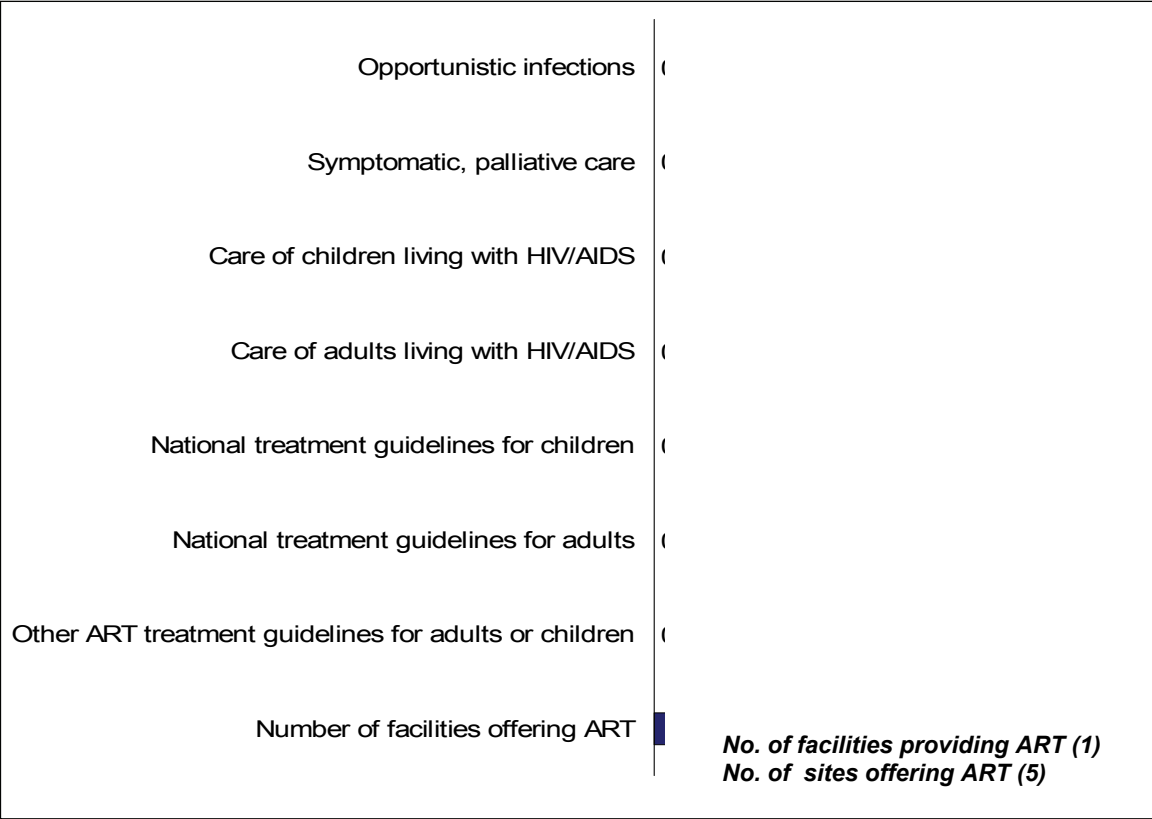 Opportunistic infections
Symptomatic, palliative care
Care of children living with HIV/AIDS
Care of adults living with HIV/AIDS
National treatment guidelines for children
National treatment guidelines for adults
Other ART treatment guidelines for adults or children
Number of facilities offering ART
No. of facilities providing ART (1)
No. of sites offering ART (5)